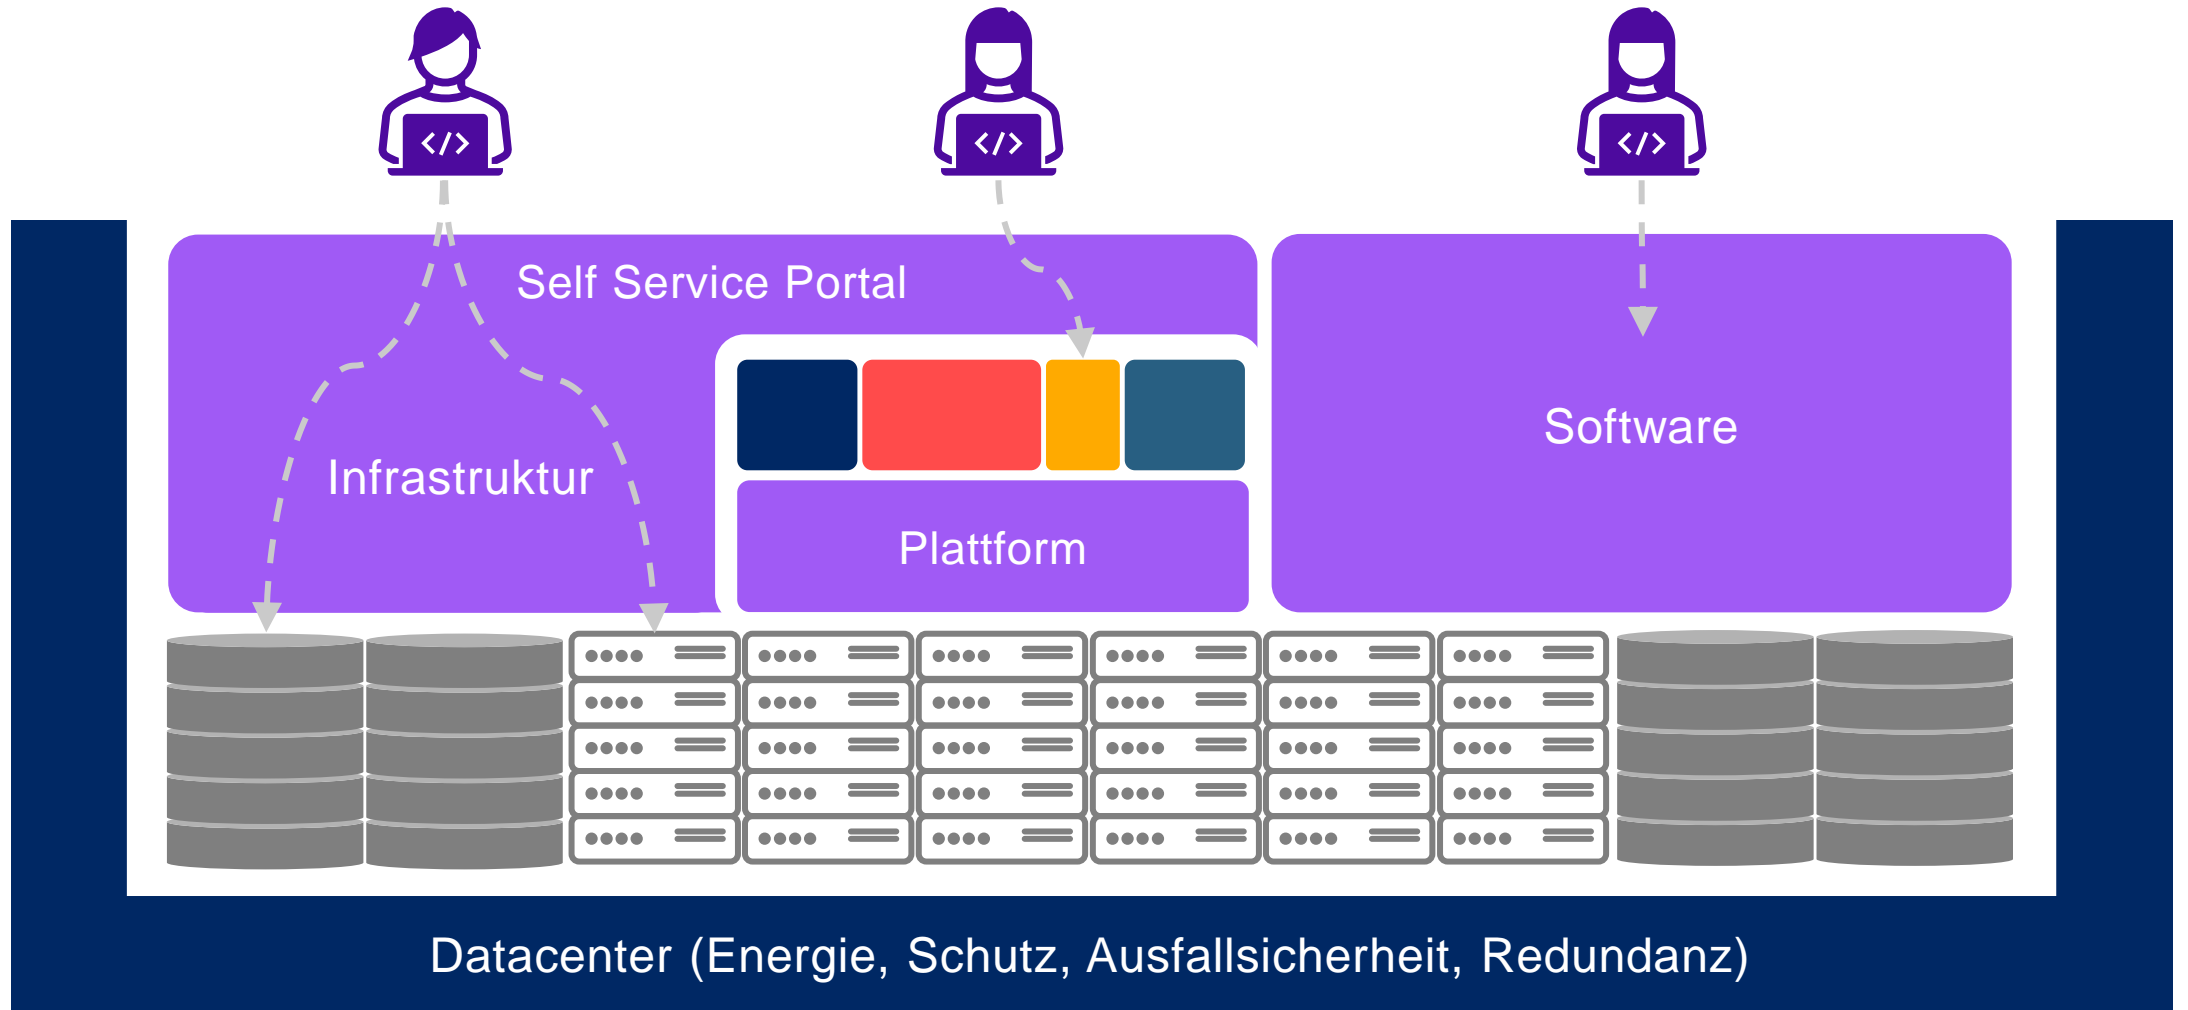 Self Service Portal
Infrastruktur
Plattform
Software
Datacenter (Energie, Schutz, Ausfallsicherheit, Redundanz)